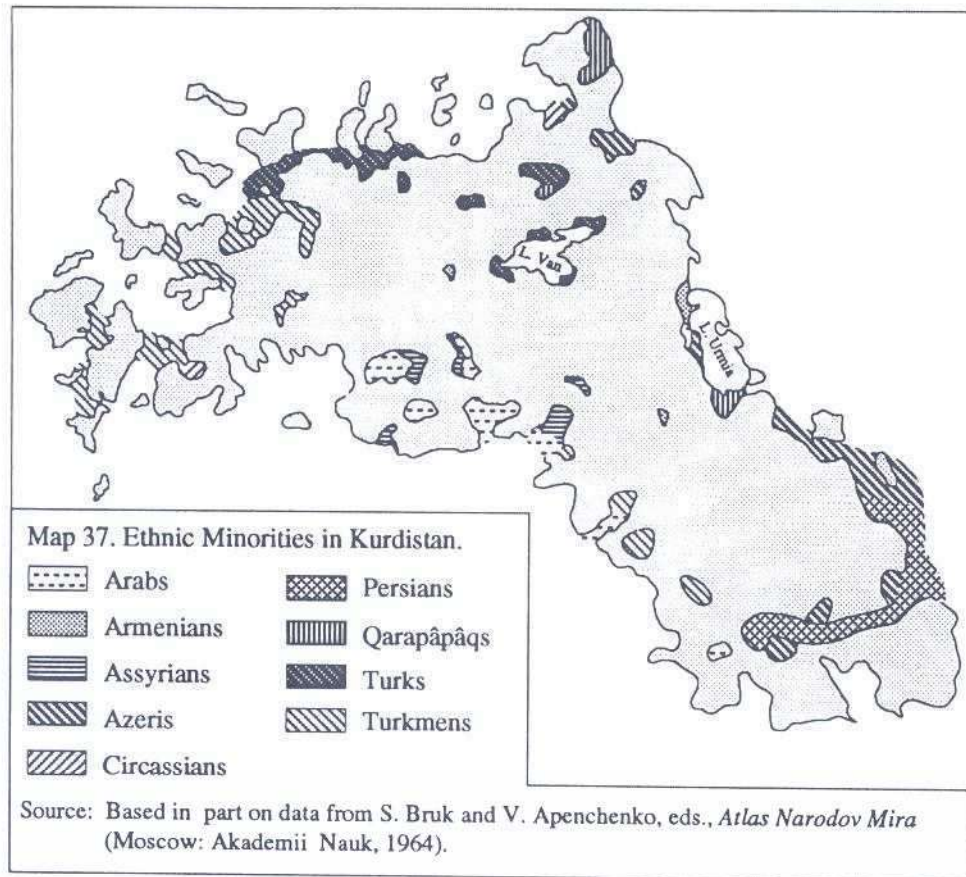 L. Van
L. Urmia
Map 37. Ethnic Minorities in Kurdistan.
Arabs
Armenians
Assyrians
Azeris
Circassians
Persians
Qarapâpâqs
Turks
Turkmens
Source: Based in part on data from S. Bruk and V. Apenchenko, eds., Atlas Narodov Mira
(Moscow: Akademii Nauk, 1964).